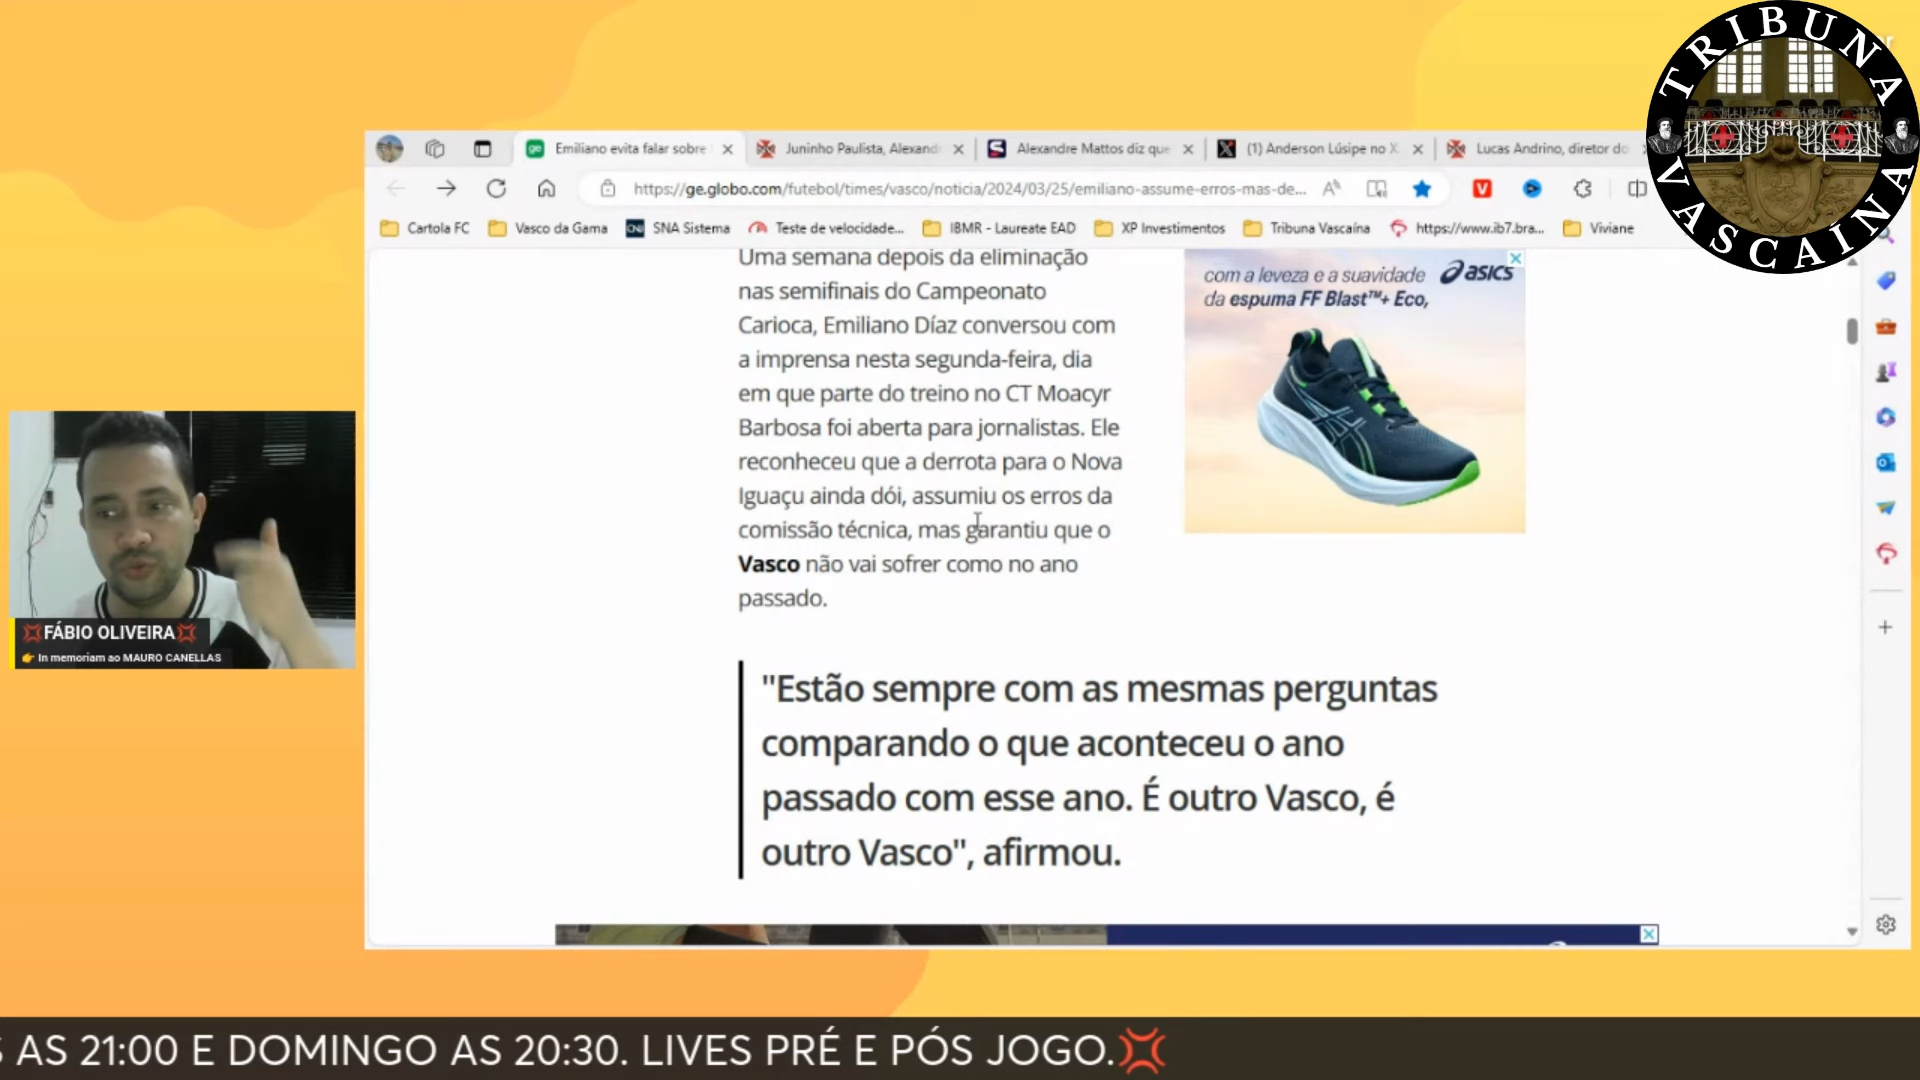 TRIBUNA VASCAINA
Emiliano evita falar sobre
Juninho Paulista, Alexand
Alexandre Mattos diz que
(1) Anderson Lúsipe no X
Lucas Andrino, diretor do
https://ge.globo.com/futebol/times/vasco/noticia/2024/03/25/emiliano-assume-erros-mas-de...
Cartola FC
Vasco da Gama
SNA Sistema
Teste de velocidade...
IBMR - Laureate EAD
XP Investimentos
Tribuna Vascaína
https://www.ib7.bra...
Viviane
Uma semana depois da eliminação
nas semifinais do Campeonato
Carioca, Emiliano Díaz conversou com
a imprensa nesta segunda-feira, dia
em que parte do treino no CT Moacyr
Barbosa foi aberta para jornalistas. Ele
reconheceu que a derrota para o Nova
Iguaçu ainda dói, assumiu os erros da
comissão técnica, mas garantiu que o
Vasco não vai sofrer como no ano
passado.
com a leveza e a suavidade
da espuma FF Blast™+ Eco,
asics
"Estão sempre com as mesmas perguntas
comparando o que aconteceu o ano
passado com esse ano. É outro Vasco, é
outro Vasco", afirmou.
FÁBIO OLIVEIRA
In memoriam ao MAURO CANELLAS
AS 21:00 E DOMINGO AS 20:30. LIVES PRÉ E PÓS JOGO.